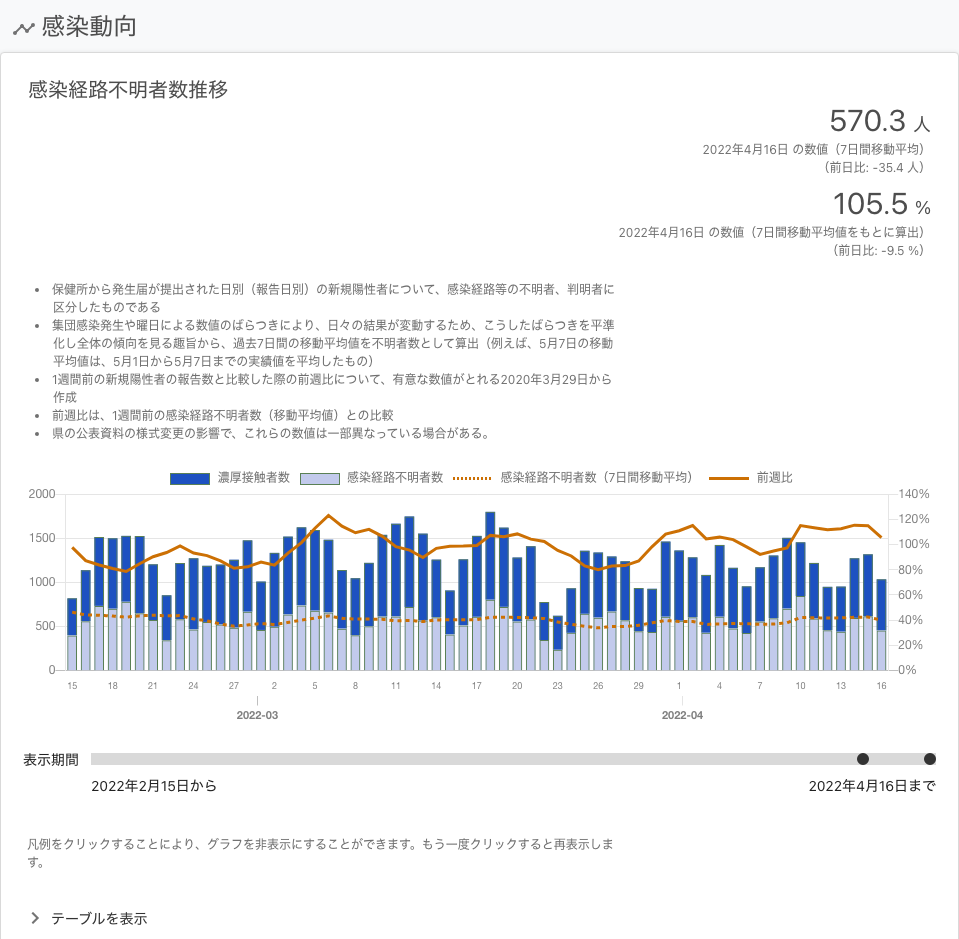 感染動向
感染経路不明者数推移
570.3 人
2022年4月16日 の数値（7日間移動平均）
（前日比: -35.4 人）
105.5 %
2022年4月16日 の数値（7日間移動平均値をもとに算出）
（前日比: -9.5 %）
• 保健所から発生届が提出された日別（報告日別）の新規陽性者について、感染経路等の不明者、判明者に
区分したものである
• 集団感染発生や曜日による数値のばらつきにより、日々の結果が変動するため、こうしたばらつきを平準
化し全体の傾向を見る趣旨から、過去7日間の移動平均値を不明者数として算出（例えば、5月7日の移動
平均値は、5月1日から5月7日までの実績値を平均したもの）
• 1週間前の新規陽性者の報告数と比較した際の前週比について、有意な数値がとれる2020年3月29日から
作成
• 前週比は、1週間前の感染経路不明者数（移動平均値）との比較
• 県の公表資料の様式変更の影響で、これらの数値は一部異なっている場合がある。
濃厚接触者数 感染経路不明者数 感染経路不明者数（7日間移動平均） 前週比
2000 140%
120%
1500
100%
1000 80%
60%
500
40%
20%
0 0%
15 18 21 24 27 2 5 8 11 14 17 20 23 26 29 1 4 7 10 13 16
2022-03 2022-04
表示期間
2022年2月15日から 2022年4月16日まで
凡例をクリックすることにより、グラフを非表示にすることができます。もう一度クリックすると再表示しま
す。
テーブルを表示